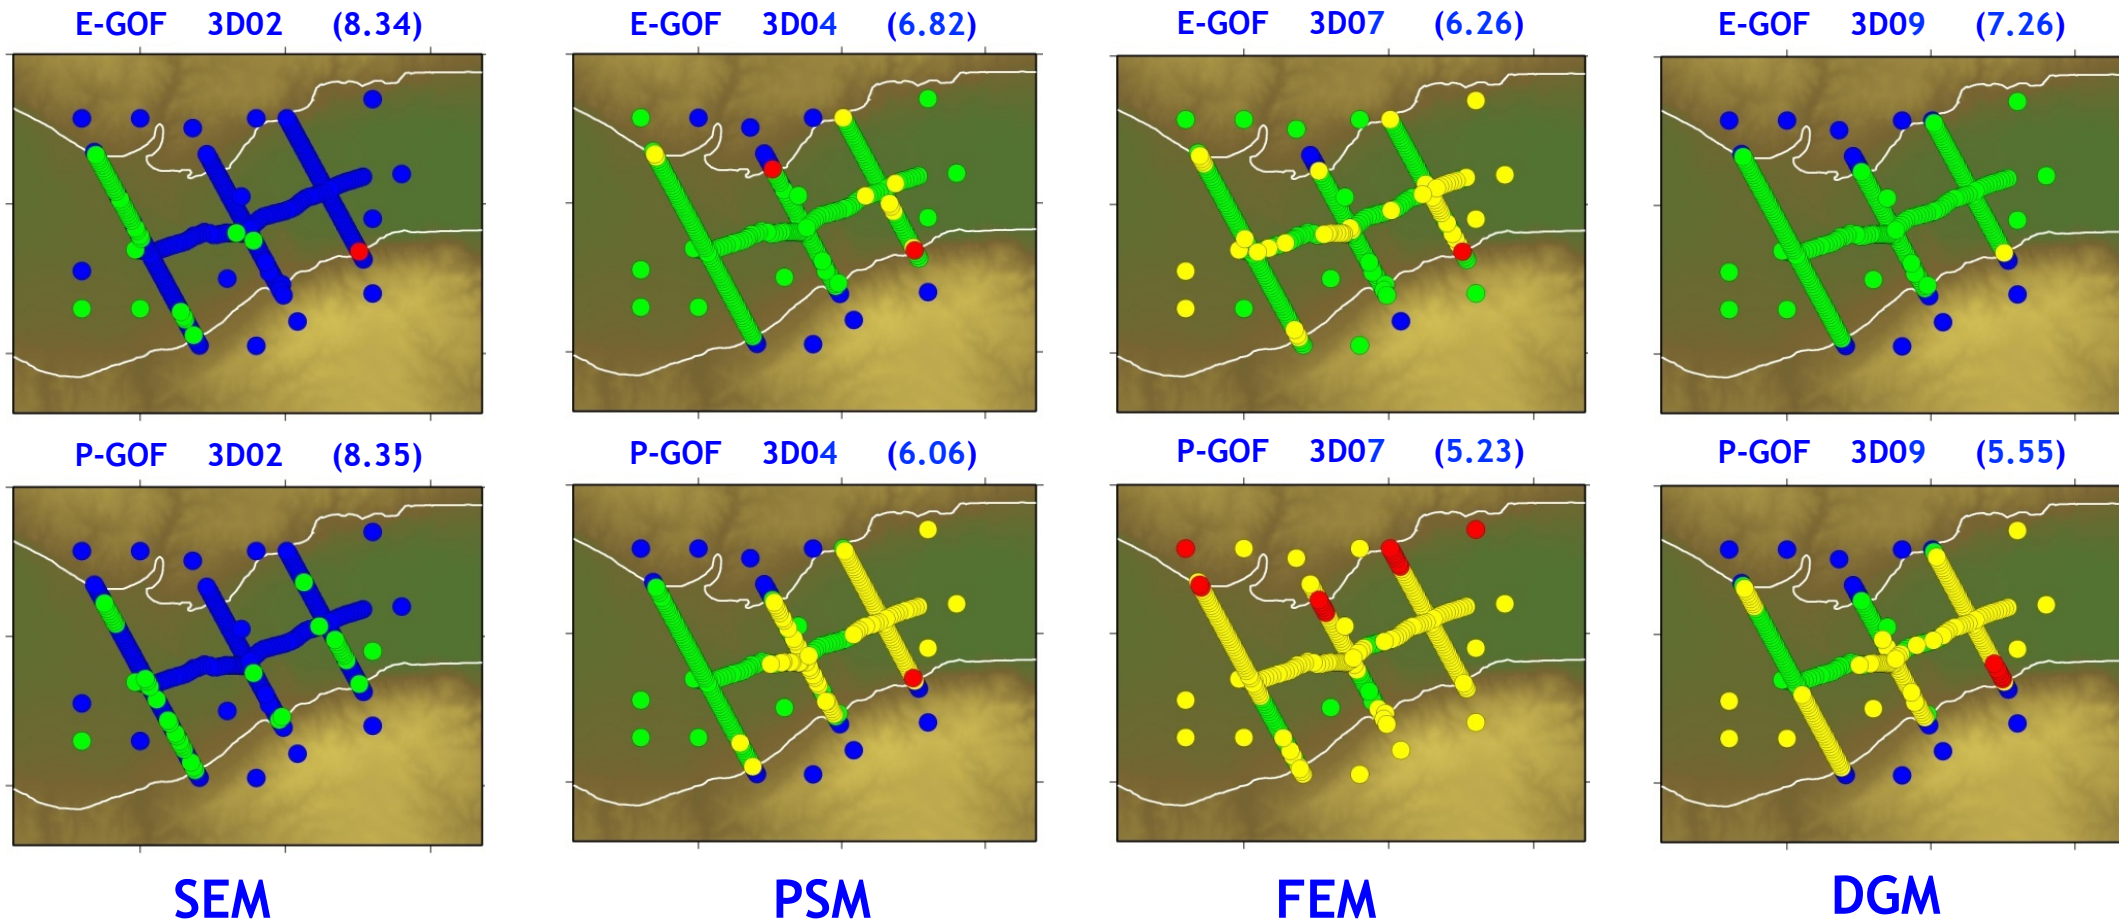 E-GOF 3D02 (8.34) E-GOF 3D04 (6.82) E-GOF 3D07 (6.26) E-GOF 3D09 (7.26)
P-GOF 3D02 (8.35) P-GOF 3D04 (6.06) P-GOF 3D07 (5.23) P-GOF 3D09 (5.55)
SEM PSM FEM DGM